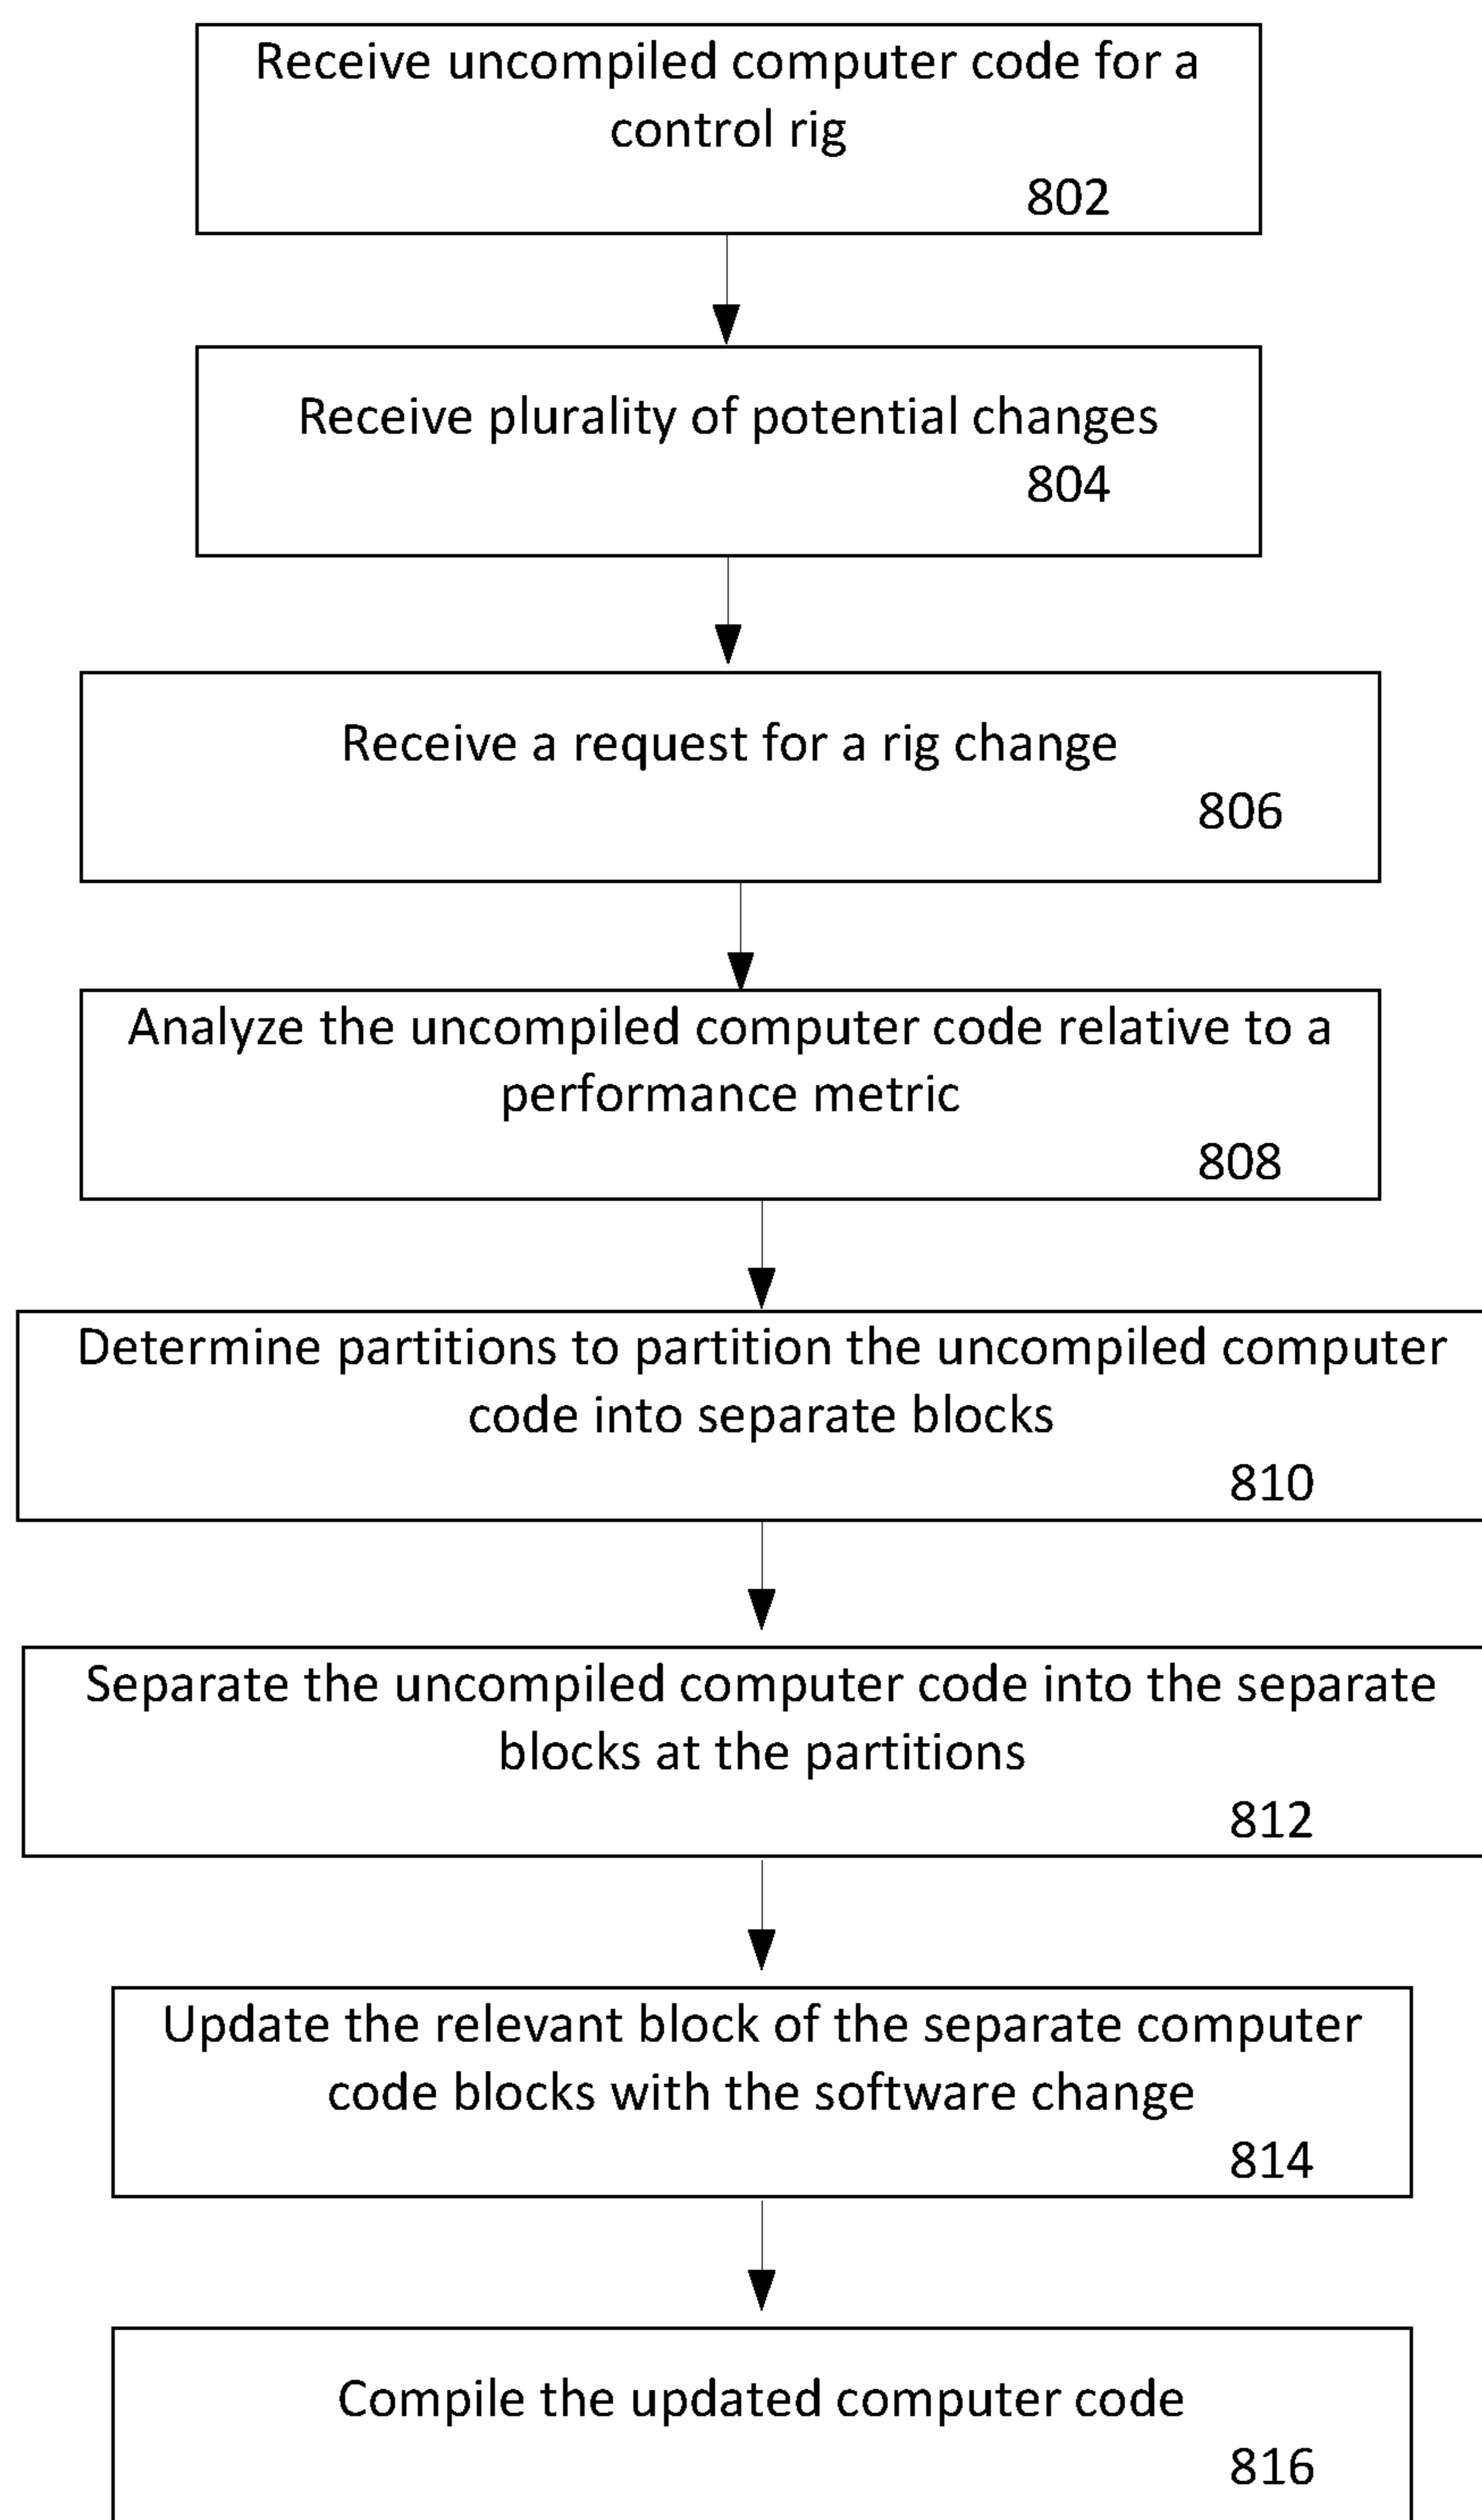 Receive uncompiled computer code for a
control rig
802
Receive plurality of potential changes
804
Receive a request for a rig change
806
Analyze the uncompiled computer code relative to a
performance metric
808
Determine partitions to partition the uncompiled computer
code into separate blocks
810
Separate the uncompiled computer code into the separate
blocks at the partitions
812
Update the relevant block of the separate computer
code blocks with the software change
814
Compile the updated computer code
816